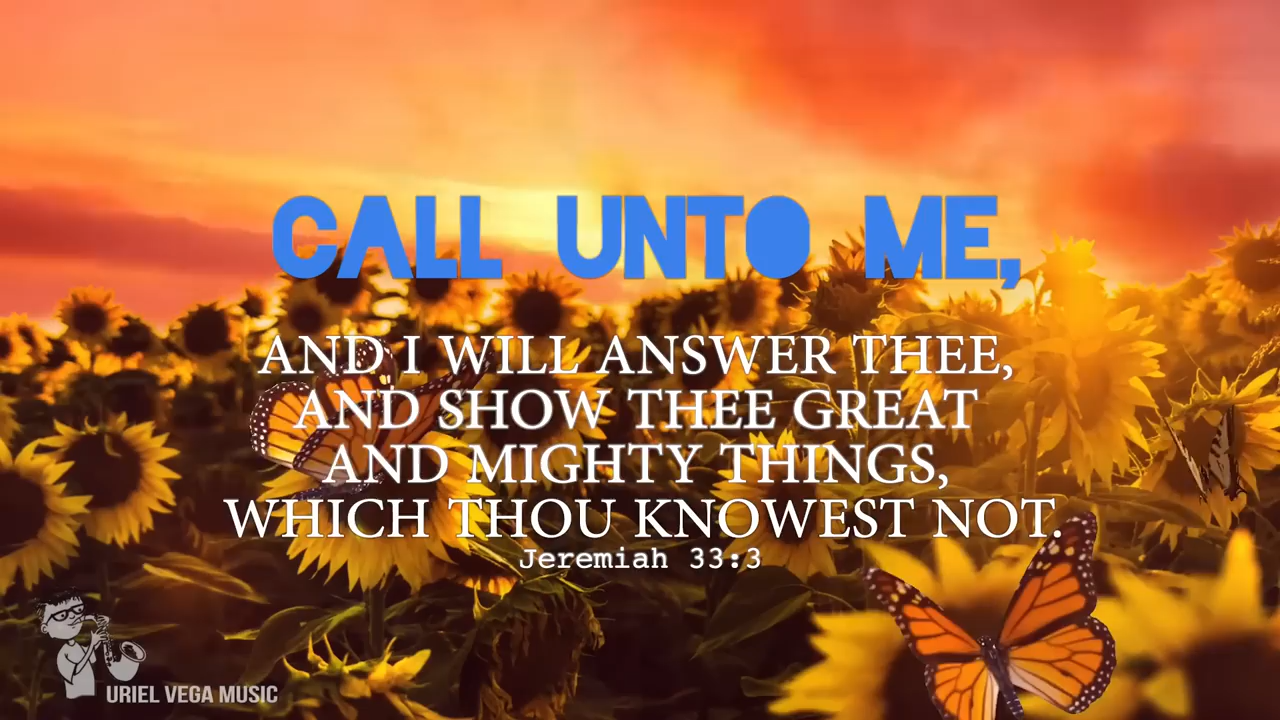 CALL UNTO ME,
AND I WILL ANSWER THEE,
AND SHOW THEE GREAT
AND MIGHTY THINGS,
WHICH THOU KNOWEST NOT.
Jeremiah 33:3
URIEL VEGA MUSIC